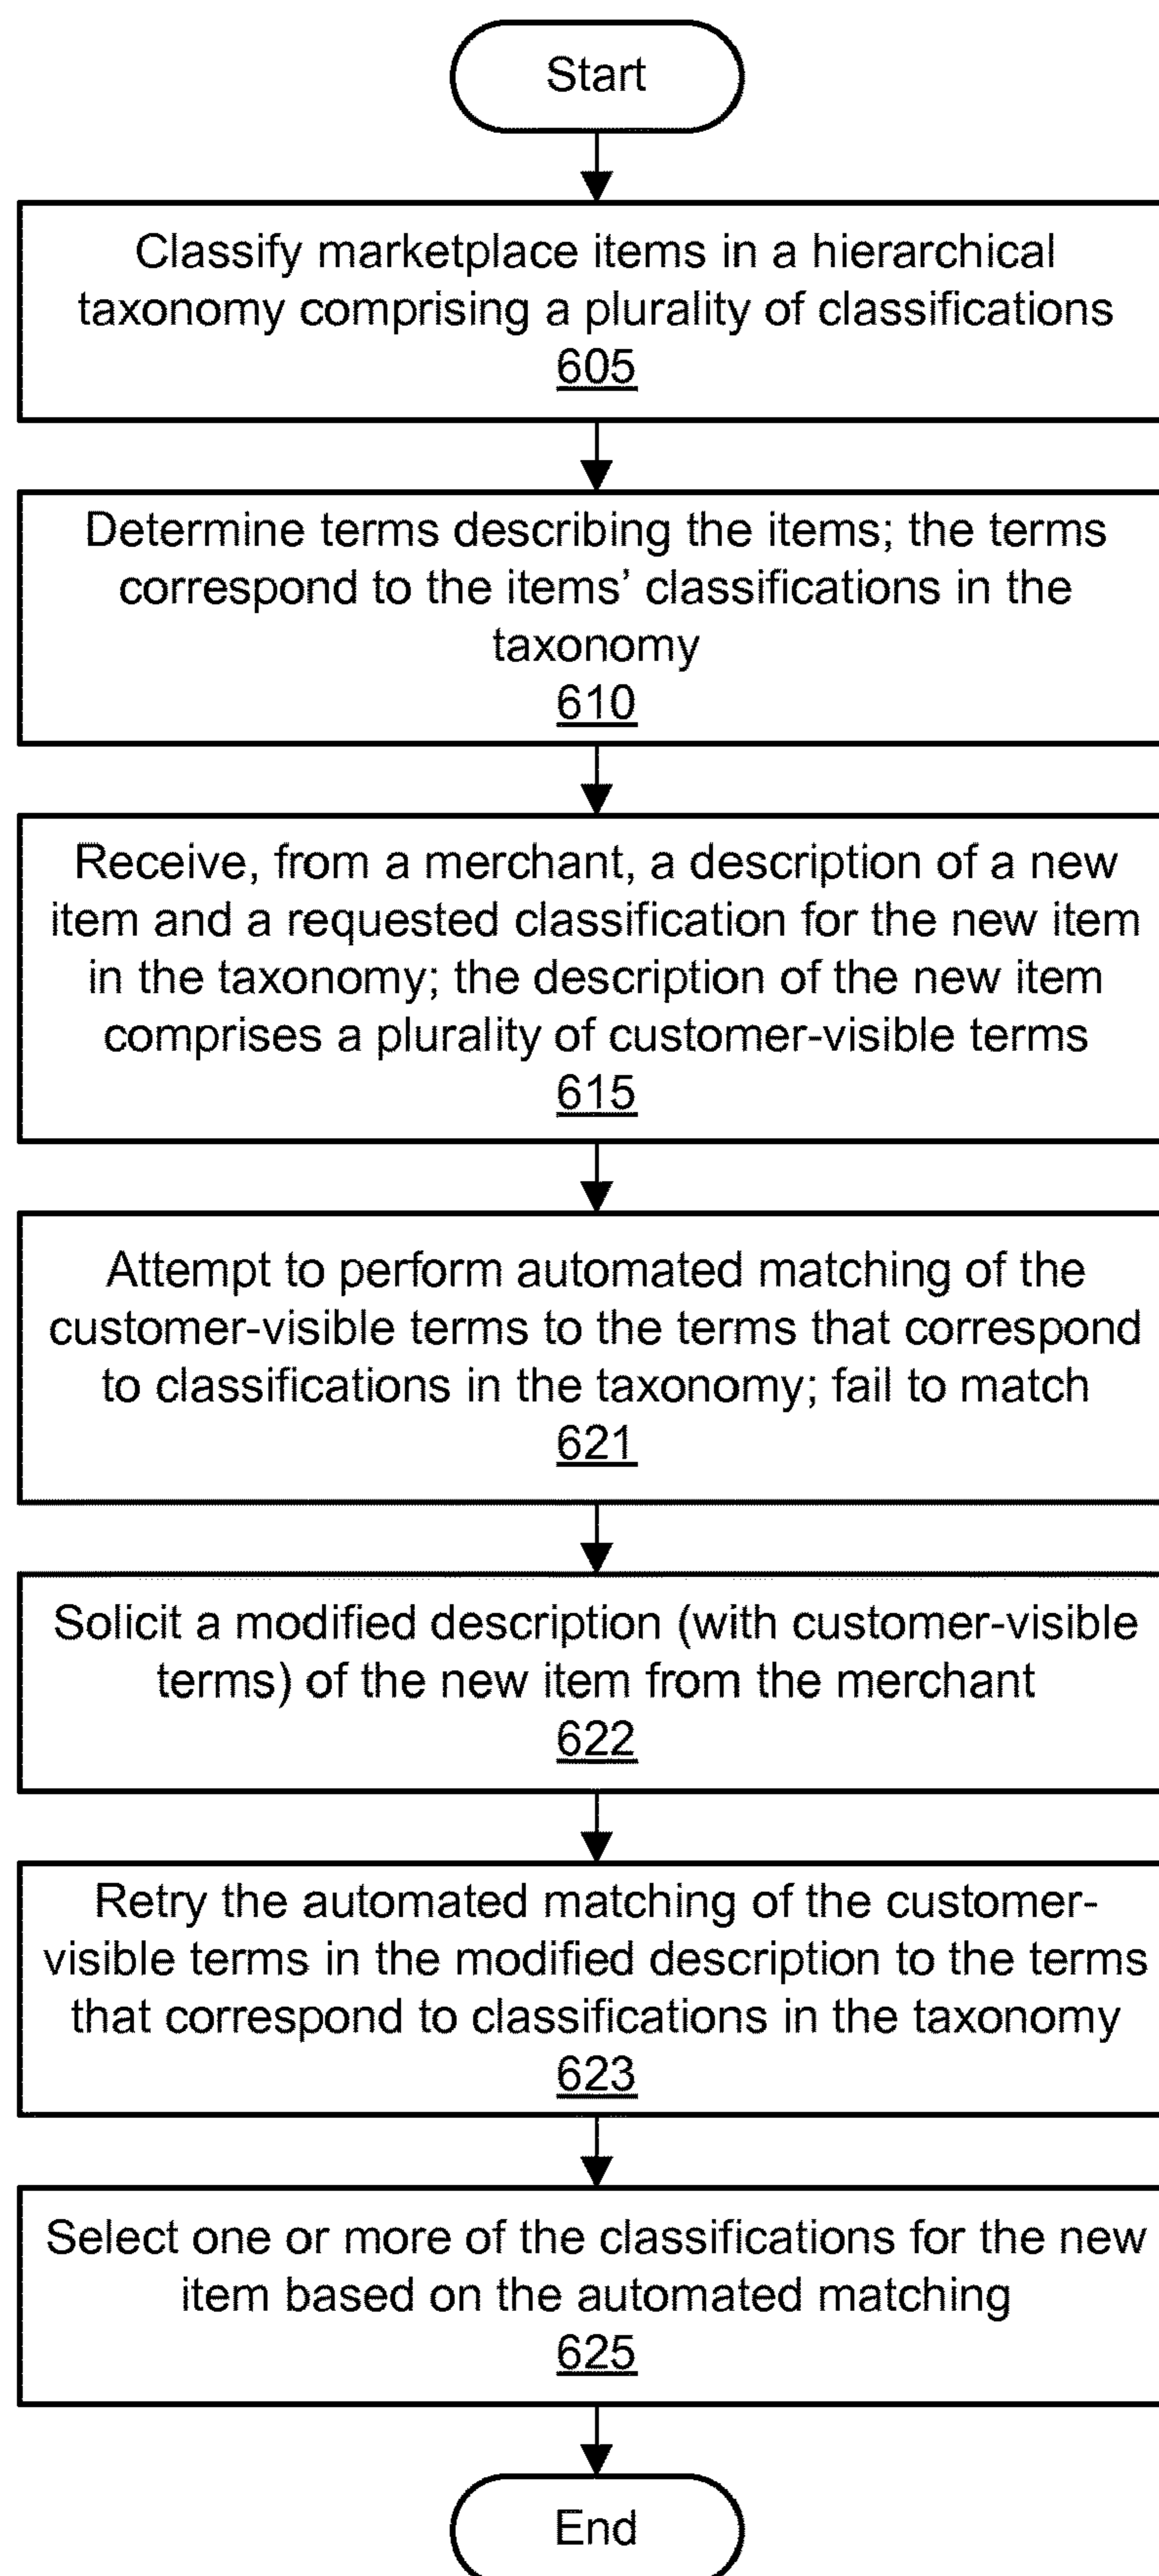 Start
Classify marketplace items in a hierarchical
taxonomy comprising a plurality of classifications
605
Determine terms describing the items; the terms
correspond to the items’ classifications in the
taxonomy
610
Receive, from a merchant, a description of a new
item and a requested classification for the new item
in the taxonomy; the description of the new item
comprises a plurality of customer-visible terms
615
Attempt to perform automated matching of the
customer-visible terms to the terms that correspond
to classifications in the taxonomy; fail to match
621
Solicit a modified description (with customer-visible
terms) of the new item from the merchant
622
Retry the automated matching of the customer-
visible terms in the modified description to the terms
that correspond to classifications in the taxonomy
623
Select one or more of the classifications for the new
item based on the automated matching
625
End